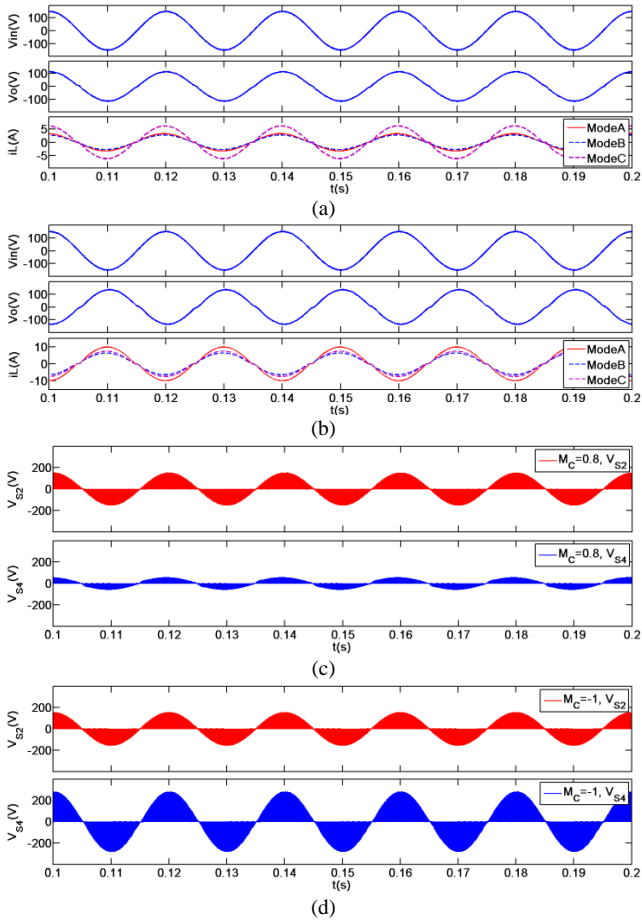 Vin(V)
100
0
-100
Vo(V)
100
0
-100
iL(A)
5
0
-5
ModeA
ModeB
ModeC
0.1 0.11 0.12 0.13 0.14 0.15 0.16 0.17 0.18 0.19 0.2
t(s)
(a)
Vin(V)
100
0
-100
Vo(V)
100
0
-100
iL(A)
10
0
-10
ModeA
ModeB
ModeC
0.1 0.11 0.12 0.13 0.14 0.15 0.16 0.17 0.18 0.19 0.2
t(s)
(b)
VS2(V)
200
0
-200
MC=0.8, VS2
VS4(V)
200
0
-200
MC=0.8, VS4
0.1 0.11 0.12 0.13 0.14 0.15 0.16 0.17 0.18 0.19 0.2
t(s)
(c)
VS2(V)
200
0
-200
MC=-1, VS2
VS4(V)
200
0
-200
MC=-1, VS4
0.1 0.11 0.12 0.13 0.14 0.15 0.16 0.17 0.18 0.19 0.2
t(s)
(d)